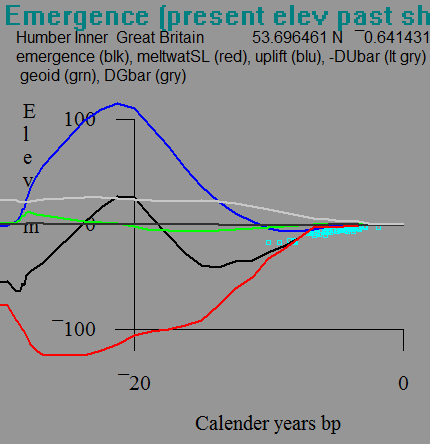 Emergence (present elev past sh
Humber Inner Great Britain 53.696461 N ¯0.641431
emergence (blk), meltwatSL (red), uplift (blu), -DUbar (lt gry)
geoid (grn), DGbar (gry)
E
l
e
v
m
100
0
¯100
¯20
0
Calender years bp